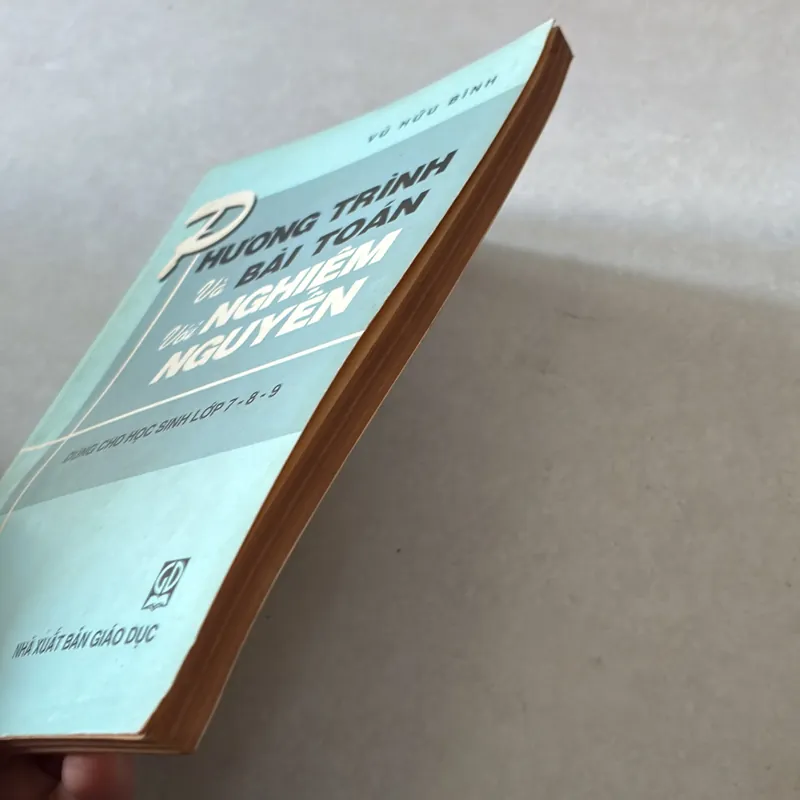 VŨ HỮU BÌNH
PHƯƠNG TRÌNH
Và BÀI TOÁN
Với NGHIỆM
NGUYÊN
DÙNG CHO HỌC SINH LỚP 7 - 8 - 9
GD
NHÀ XUẤT BẢN GIÁO DỤC